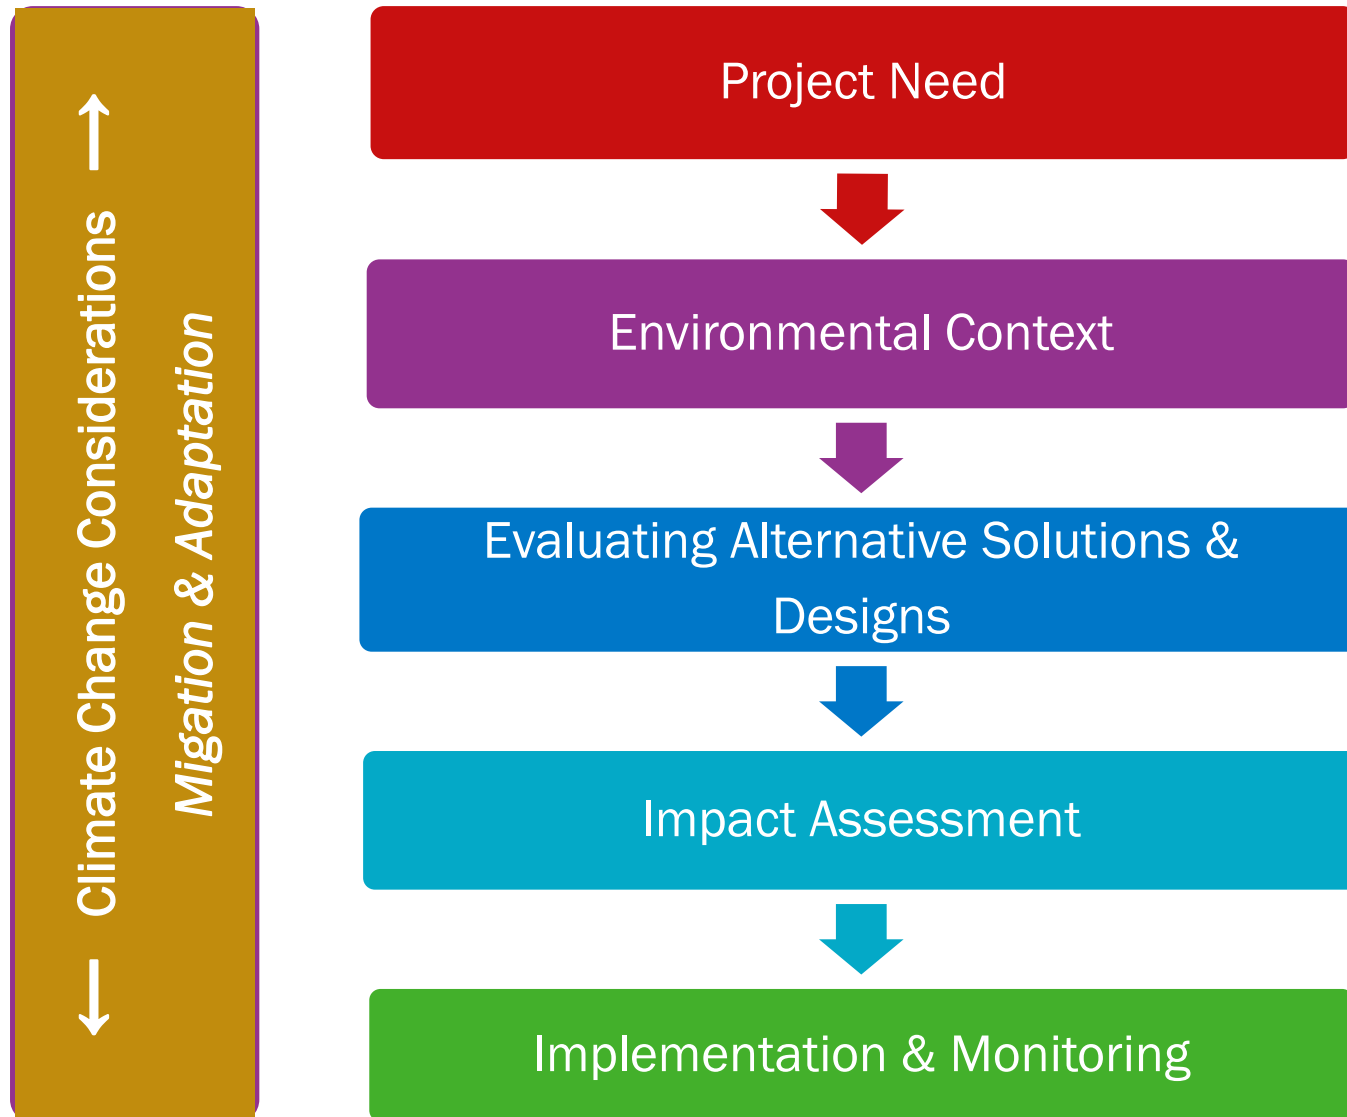 ← Climate Change Considerations →
Migation & Adaptation
Project Need
Environmental Context
Evaluating Alternative Solutions &
Designs
Impact Assessment
Implementation & Monitoring